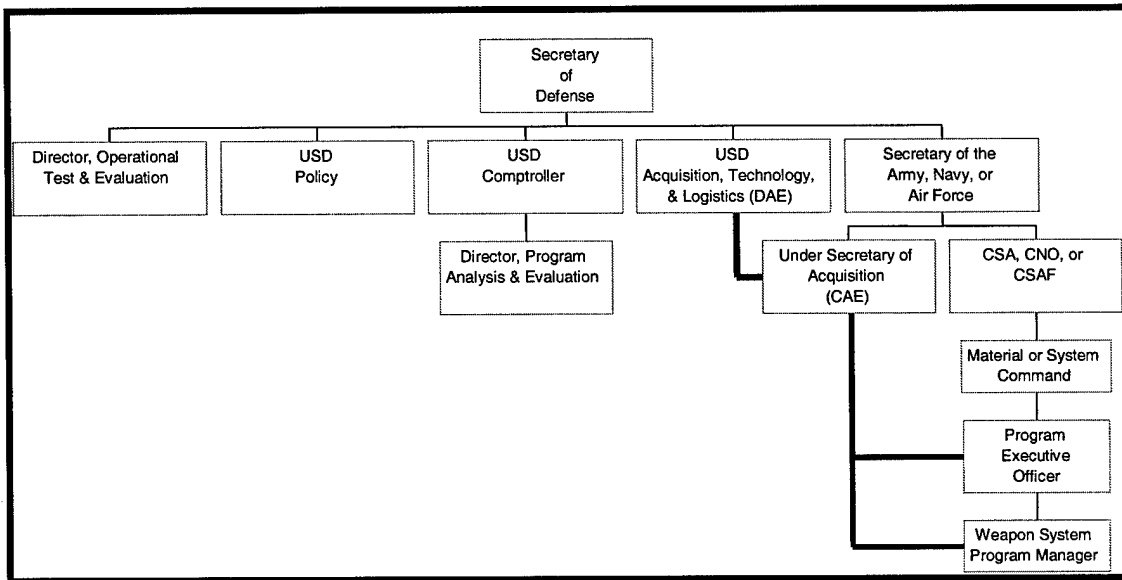 Secretary
of
Defense
Director, Operational
Test & Evaluation
USD
Policy
USD
Comptroller
USD
Acquisition, Technology,
& Logistics (DAE)
Secretary of the
Army, Navy, or
Air Force
Director, Program
Analysis & Evaluation
Under Secretary of
Acquisition
(CAE)
CSA, CNO, or
CSAF
Material or System
Command
Program
Executive
Officer
Weapon System
Program Manager